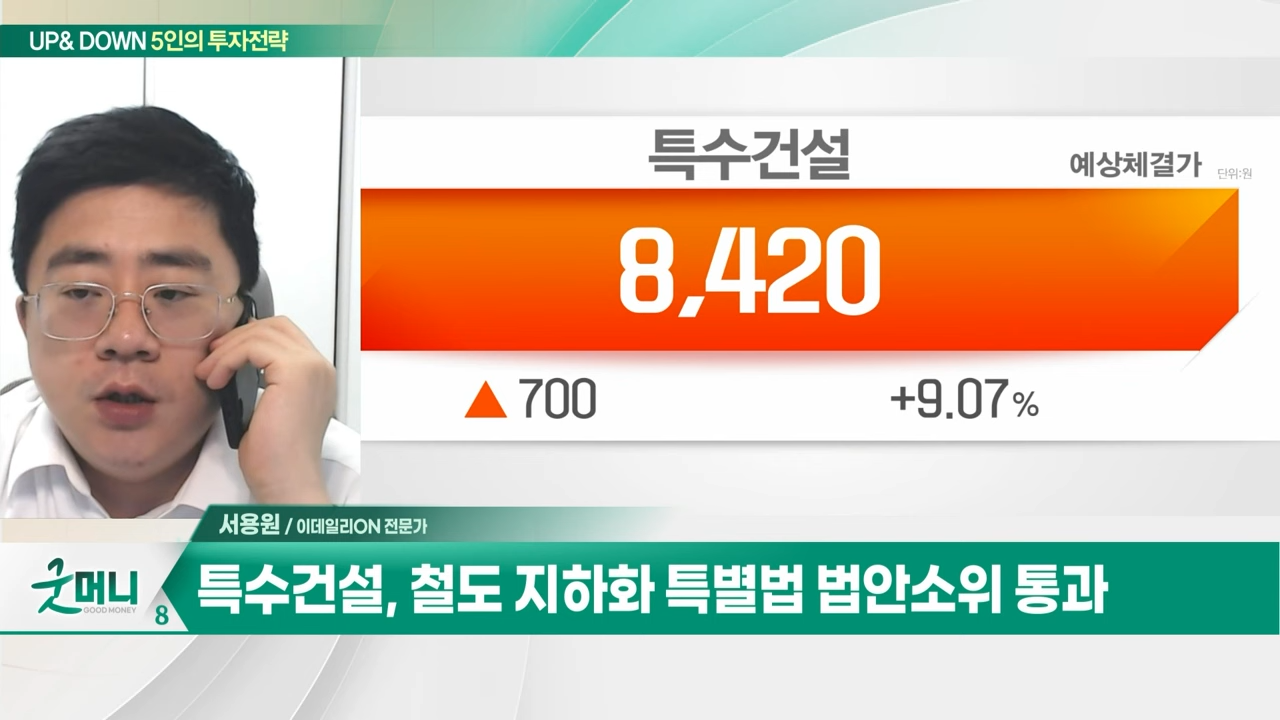 UP& DOWN 5인의 투자전략
특수건설
예상체결가
단위:원
8,420
▲ 700
+9.07%
서용원 / 이데일리ON 전문가
굿머니
GOOD MONEY
8
특수건설, 철도 지하화 특별법 법안소위 통과